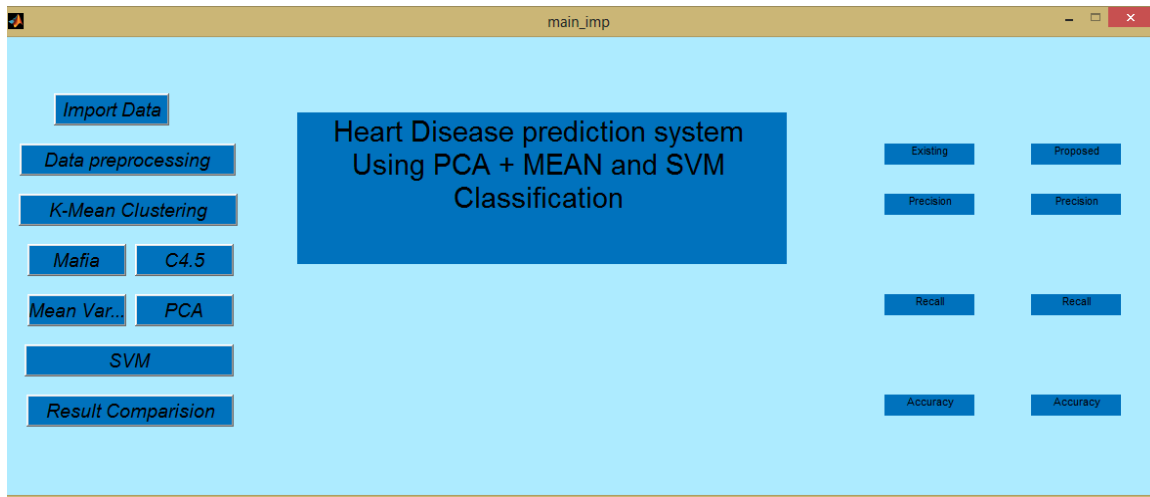 main_imp
Import Data
Data preprocessing
K-Mean Clustering
Mafia
C4.5
Mean Var...
PCA
SVM
Result Comparision
Heart Disease prediction system
Using PCA + MEAN and SVM
Classification
Existing
Proposed
Precision
Precision
Recall
Recall
Accuracy
Accuracy